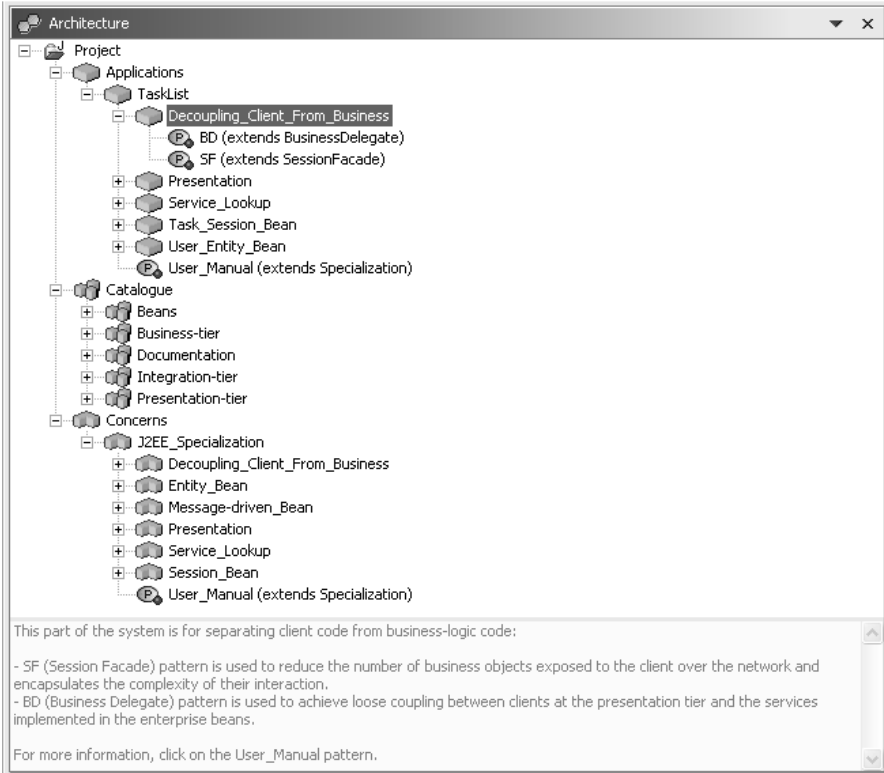 Architecture
Project
Applications
TaskList
Decoupling_Client_From_Business
BD (extends BusinessDelegate)
SF (extends SessionFacade)
Presentation
Service_Lookup
Task_Session_Bean
User_Entity_Bean
User_Manual (extends Specialization)
Catalogue
Beans
Business-tier
Documentation
Integration-tier
Presentation-tier
Concerns
J2EE_Specialization
Decoupling_Client_From_Business
Entity_Bean
Message-driven_Bean
Presentation
Service_Lookup
Session_Bean
User_Manual (extends Specialization)
This part of the system is for separating client code from business-logic code:
- SF (Session Facade) pattern is used to reduce the number of business objects exposed to the client over the network and
encapsulates the complexity of their interaction.
- BD (Business Delegate) pattern is used to achieve loose coupling between clients at the presentation tier and the services
implemented in the enterprise beans.
For more information, click on the User_Manual pattern.